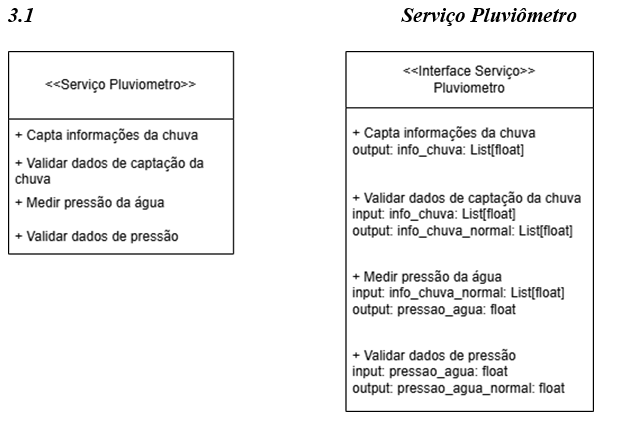 3.1 Serviço Pluviômetro
<<Serviço Pluviometro>>
+ Capta informações da chuva
+ Validar dados de captação da
chuva
+ Medir pressão da água
+ Validar dados de pressão
<<Interface Serviço>>
Pluviometro
+ Capta informações da chuva
output: info_chuva: List[float]
+ Validar dados de captação da chuva
input: info_chuva: List[float]
output: info_chuva_normal: List[float]
+ Medir pressão da água
input: info_chuva_normal: List[float]
output: pressao_agua: float
+ Validar dados de pressão
input: pressao_agua: float
output: pressao_agua_normal: float